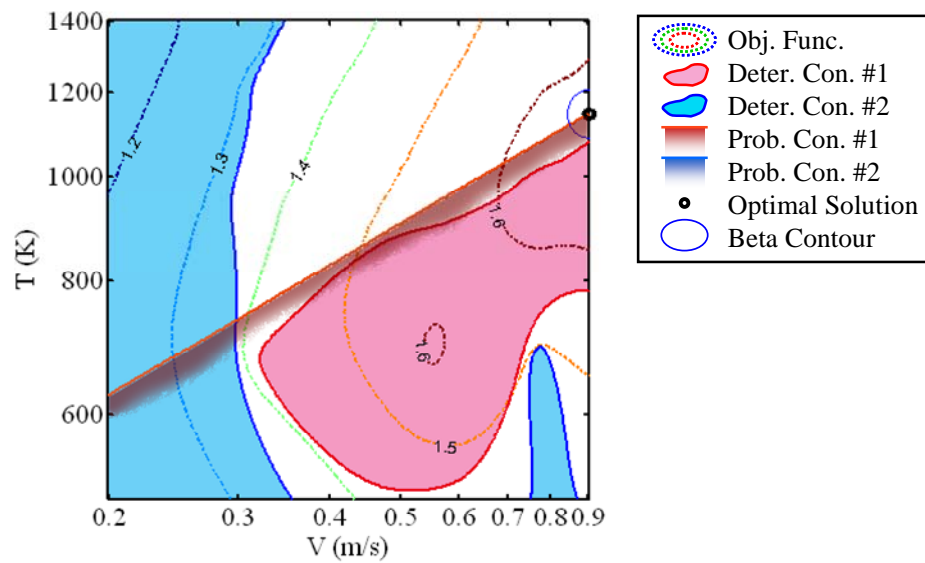 1400
1200
1000
800
600
T (K)
0.2
0.3
0.4
0.5
0.6
0.7
0.8
0.9
V (m/s)
1.2
1.3
1.4
1.5
1.6
1.6
Obj. Func.
Deter. Con. #1
Deter. Con. #2
Prob. Con. #1
Prob. Con. #2
Optimal Solution
Beta Contour